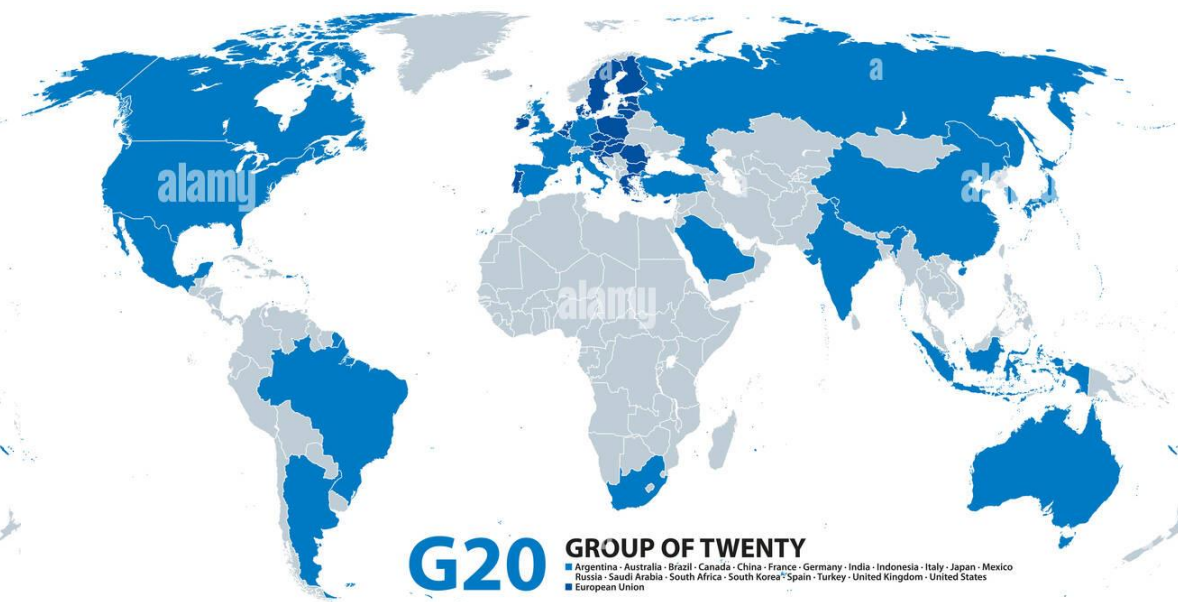 a
a
alamy
alamy
G20
GROUP OF TWENTY
Argentina · Australia · Brazil · Canada · China · France · Germany · India · Indonesia · Italy · Japan · Mexico
Russia · Saudi Arabia · South Africa · South Korea · Spain · Turkey · United Kingdom · United States
European Union